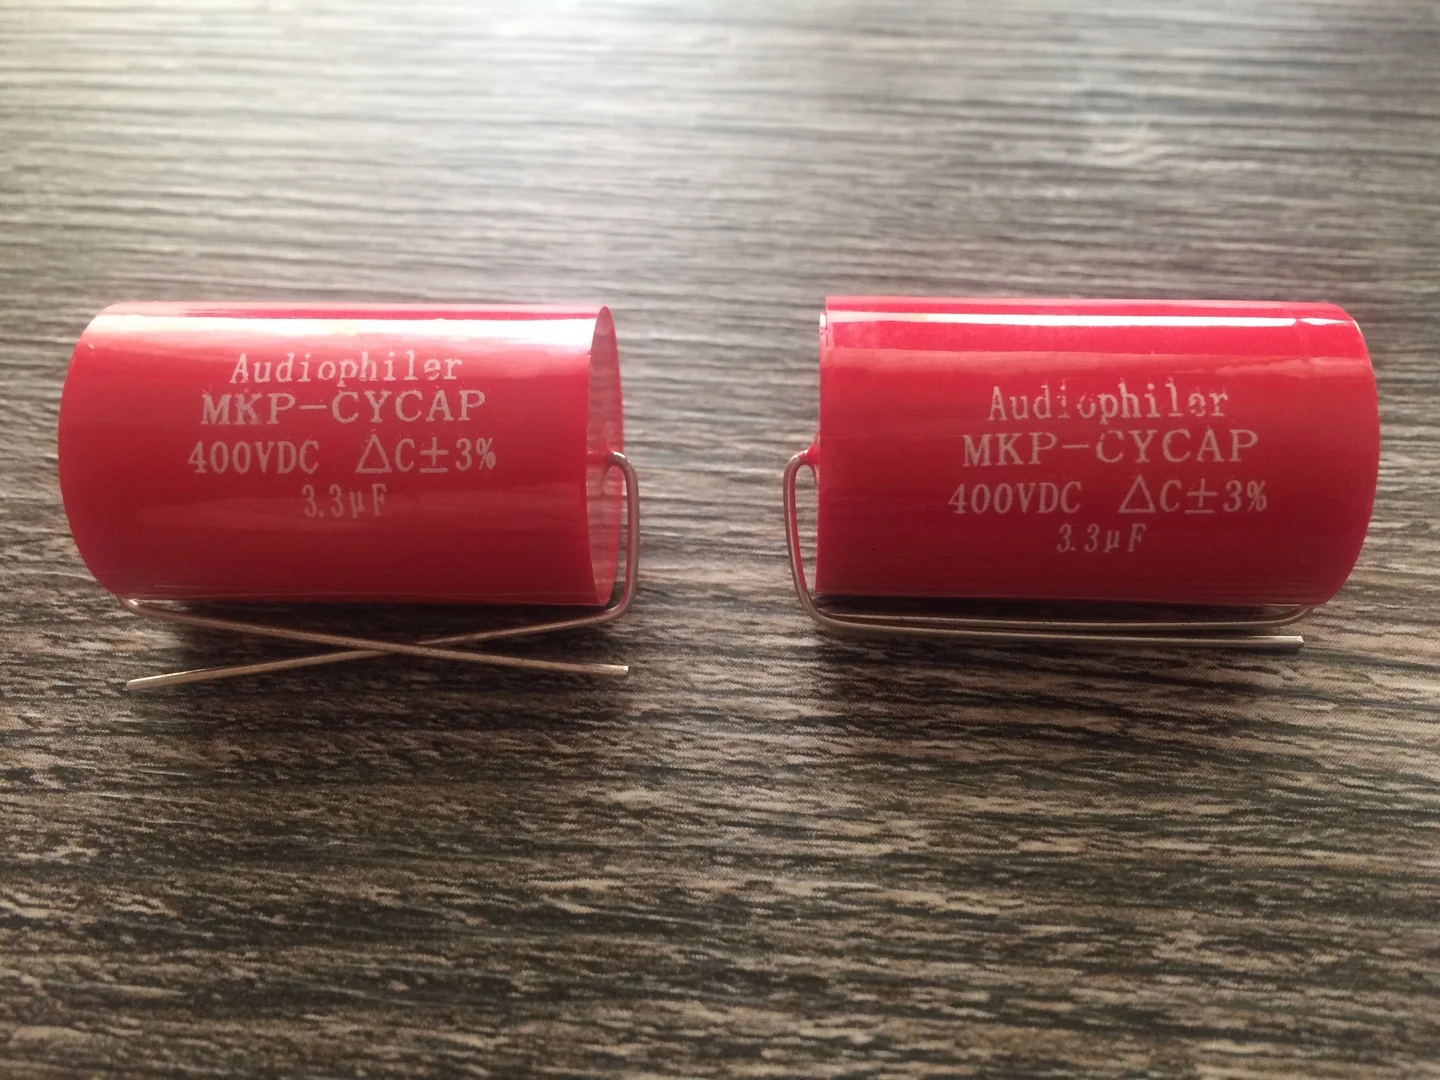 Audiophiler
MKP-CYCAP
400VDC △C±3%
3.3μF
Audiophiler
MKP-CYCAP
400VDC △C±3%
3.3μF